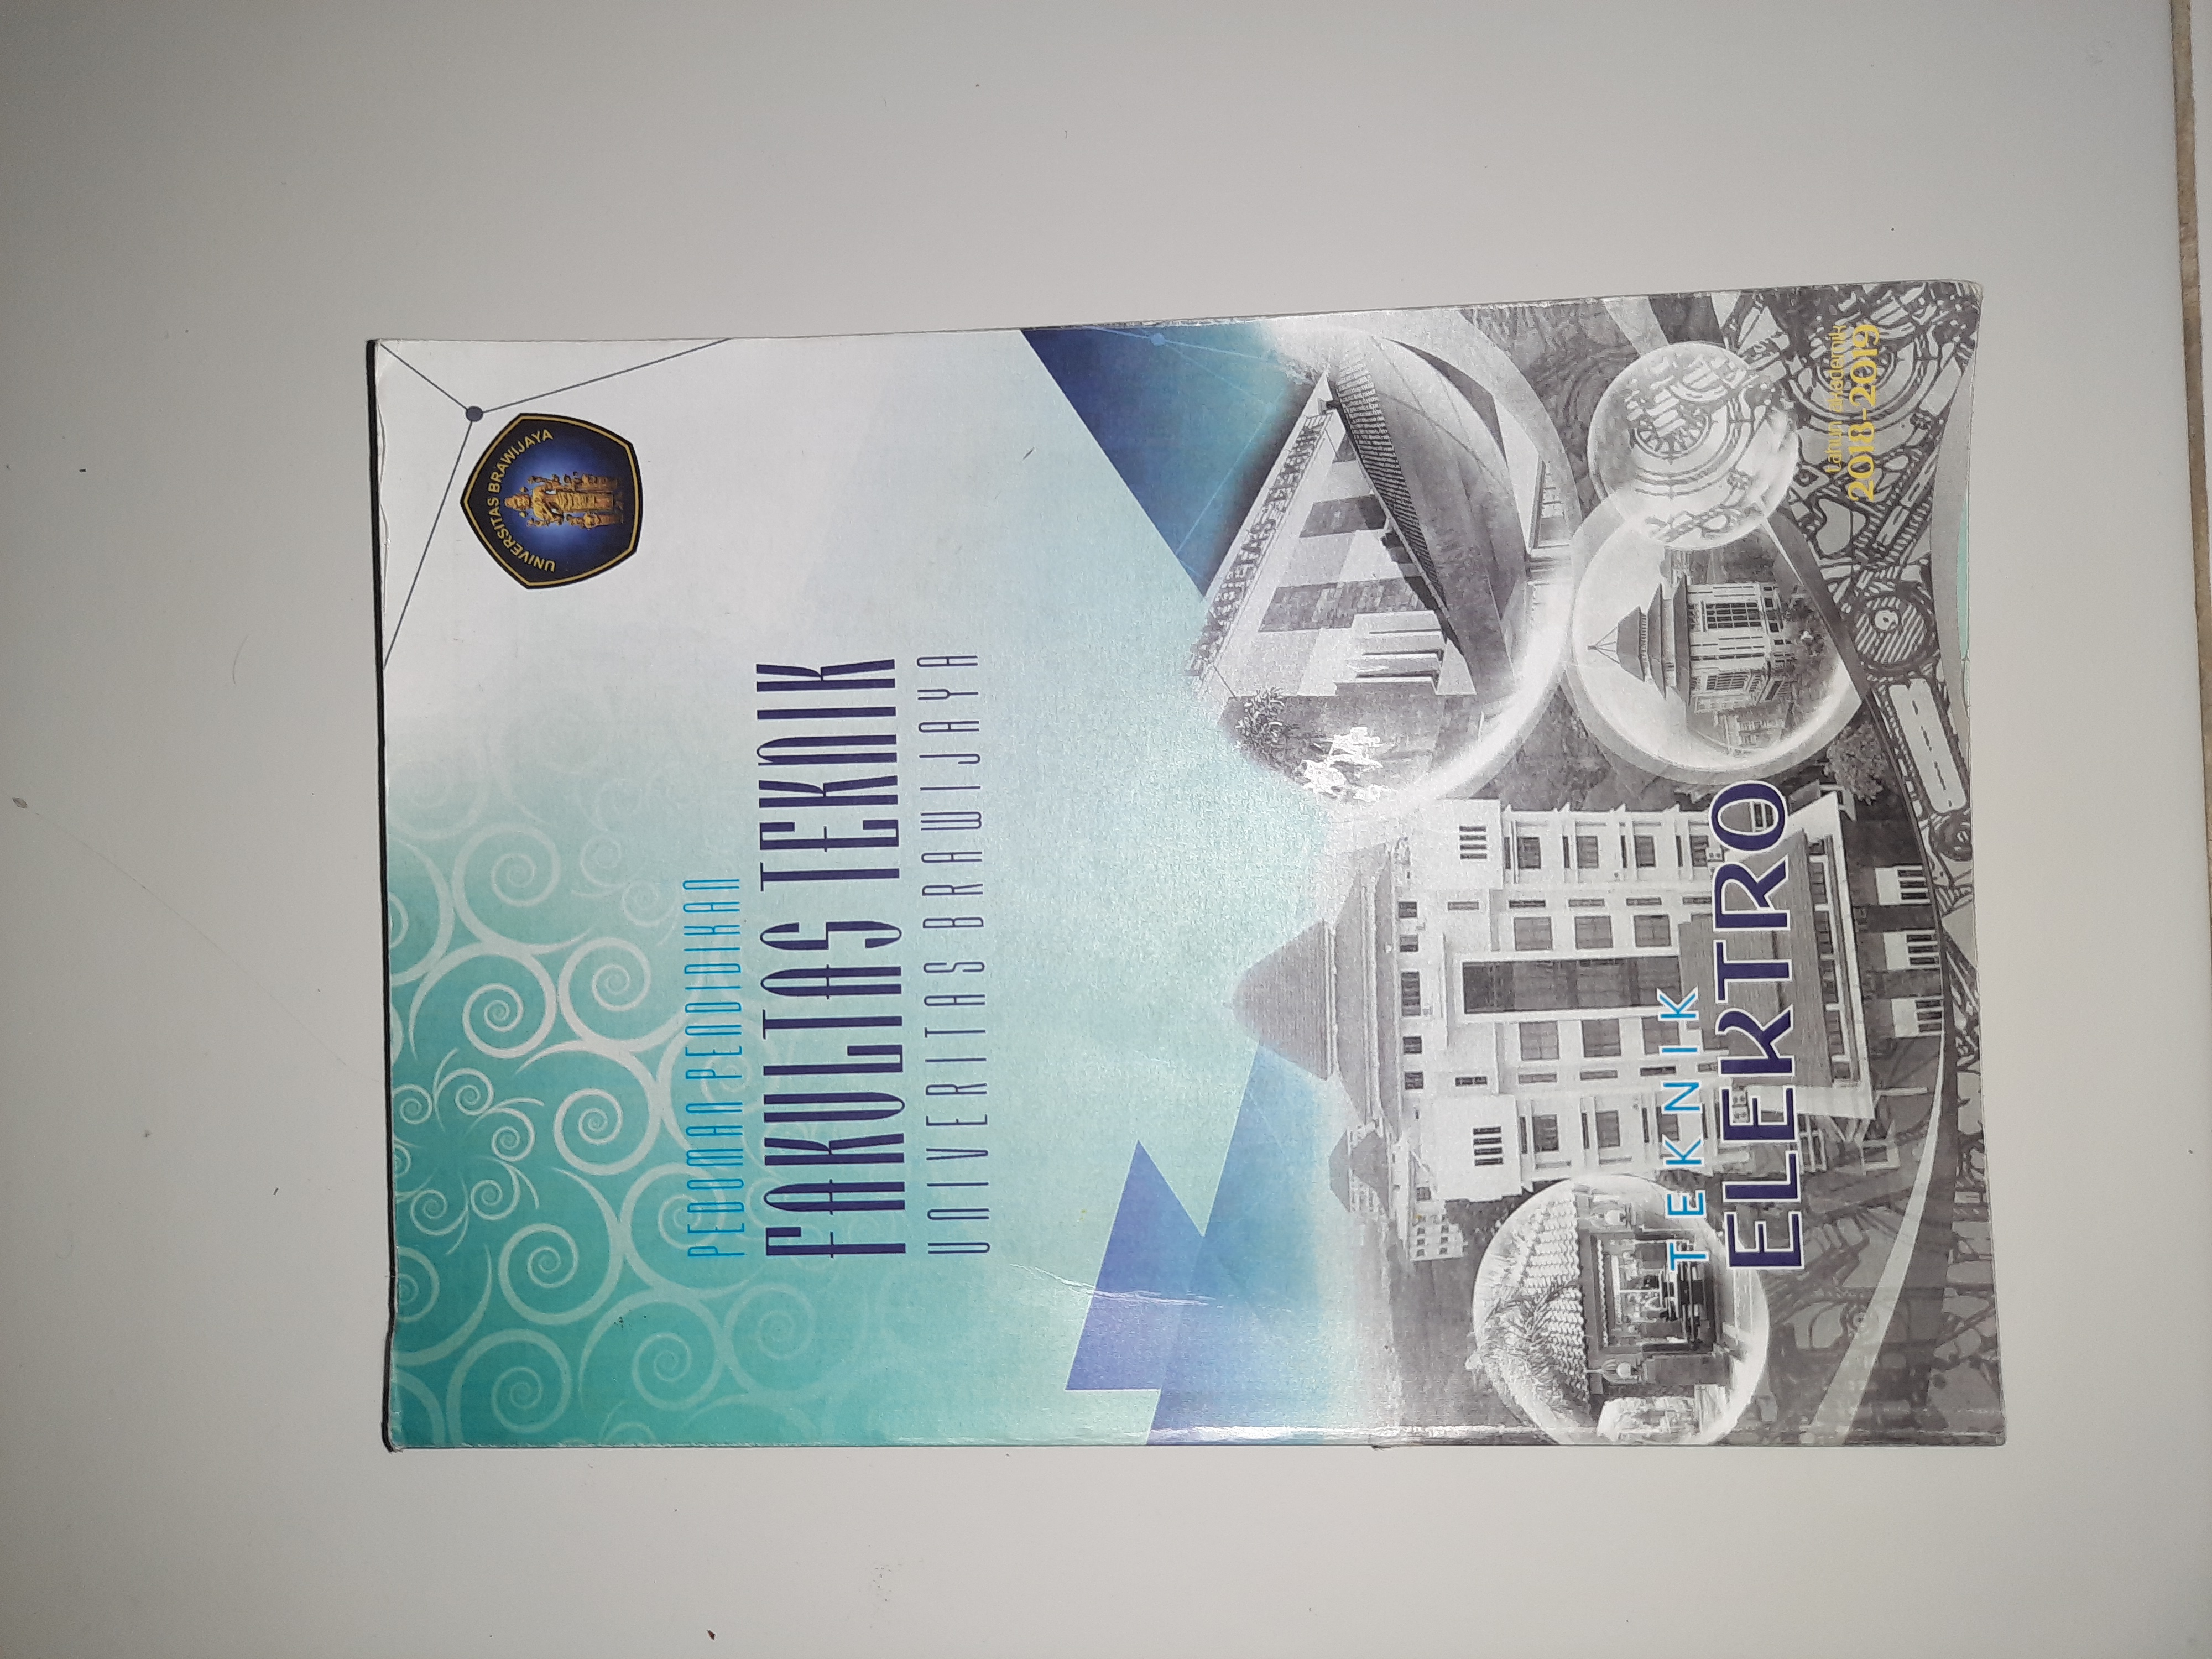 UNIVERSITAS BRAWIJAYA
PEDOMAN PENDIDIKAN
FAKULTAS TEKNIK
UNIVERITAS BRAWIJAYA
FAKULTAS TEKNIK
TEKNIK
ELEKTRO
tahun akademik
2018-2019